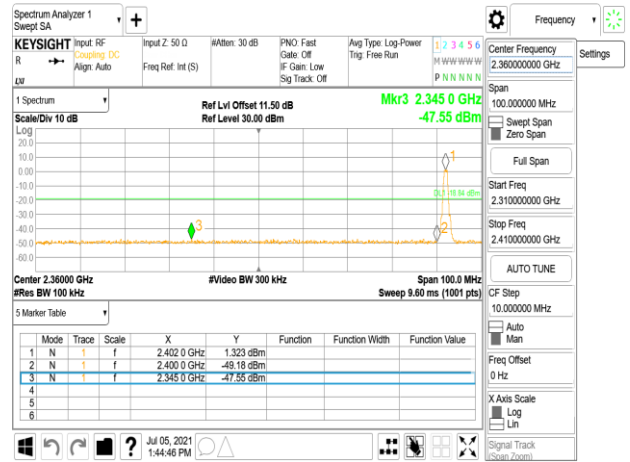 Spectrum Analyzer 1
Swept SA
+
Frequency
KEYSIGHT
R
Input: RF
Coupling: DC
Align: Auto
Input Z: 50 Ω
Freq Ref: Int (S)
#Atten: 30 dB
PNO: Fast
Gate: Off
IF Gain: Low
Sig Track: Off
Avg Type: Log-Power
Trig: Free Run
1 2 3 4 5 6
M W W W W W
P N N N N N
Center Frequency
2.360000000 GHz
Settings
Span
100.000000 MHz
Swept Span
Zero Span
Full Span
Start Freq
2.310000000 GHz
Stop Freq
2.410000000 GHz
AUTO TUNE
CF Step
10.000000 MHz
Auto
Man
Freq Offset
0 Hz
X Axis Scale
Log
Lin
Signal Track
(Span Zoom)
1 Spectrum
Scale/Div 10 dB
Ref Lvl Offset 11.50 dB
Ref Level 30.00 dBm
Mkr3 2.345 0 GHz
-47.55 dBm
Log
20.0
10.0
0.00
-10.0
-20.0
-30.0
-40.0
-50.0
-60.0
1
2
3
Center 2.36000 GHz
#Res BW 100 kHz
#Video BW 300 kHz
Span 100.0 MHz
Sweep 9.60 ms (1001 pts)
5 Marker Table
Mode Trace Scale X Y Function Function Width Function Value
1 N 1 f 2.402 0 GHz 1.323 dBm
2 N 1 f 2.400 0 GHz -49.18 dBm
3 N 1 f 2.345 0 GHz -47.55 dBm
4
5
6
?
Jul 05, 2021
1:44:46 PM